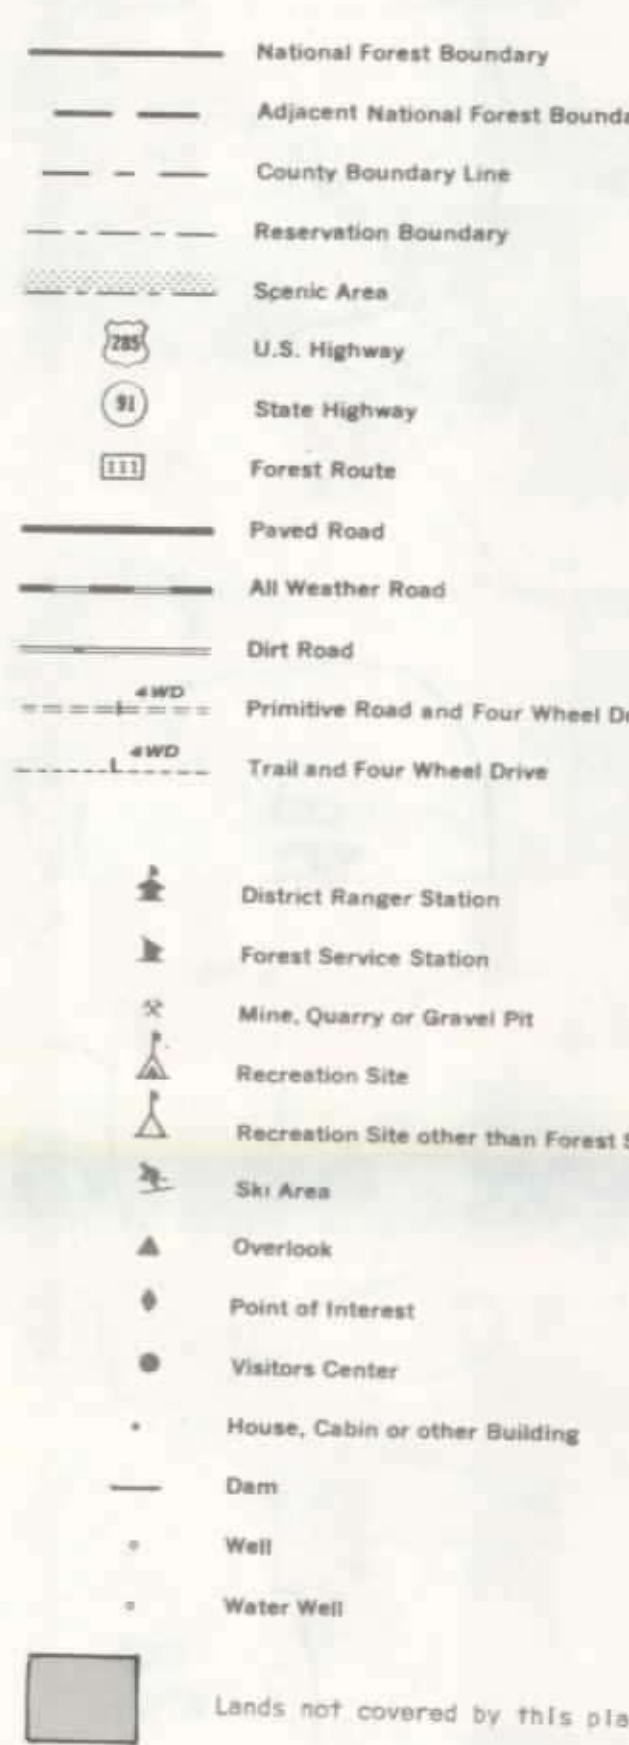 National Forest Boundary
Adjacent National Forest
County Boundary Line
Reservation Boundary
Scenic Area
285 U.S. Highway
91 State Highway
111 Forest Route
Paved Road
All Weather Road
Dirt Road
4WD Primitive Road and Four Wheel
4WD Trail and Four Wheel Drive
District Ranger Station
Forest Service Station
Mine, Quarry or Gravel Pit
Recreation Site
Recreation Site other than Forest
Ski Area
Overlook
Point of Interest
Visitors Center
House, Cabin or other Building
Dam
Well
Water Well
Lands not covered by this